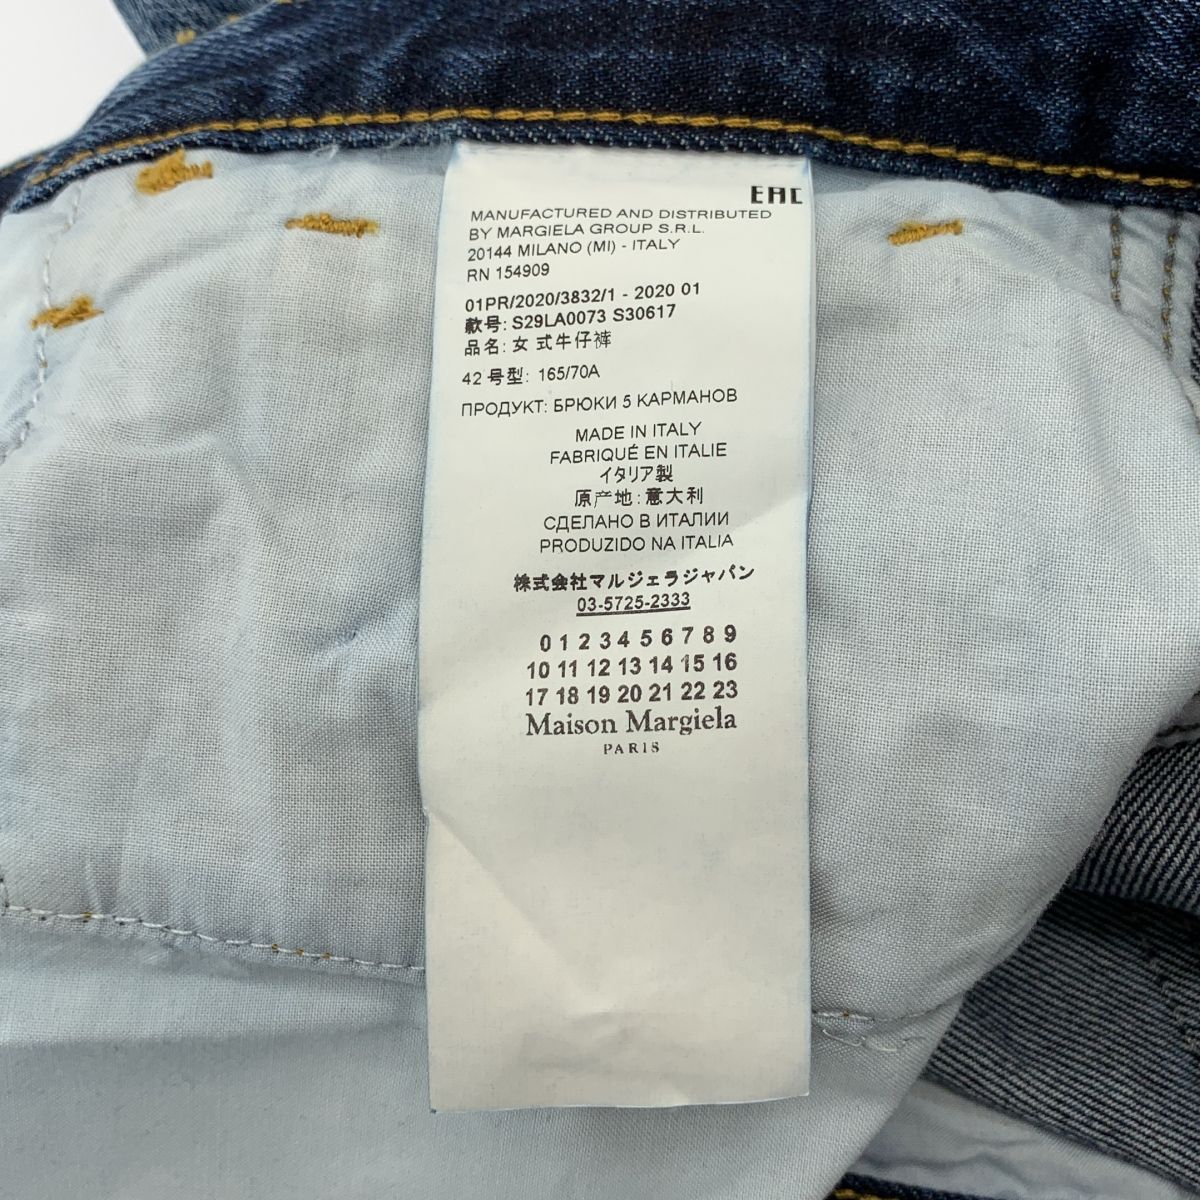 EAC
MANUFACTURED AND DISTRIBUTED
BY MARGIELA GROUP S.R.L.
20144 MILANO (MI) - ITALY
RN 154909
01PR/2020/3832/1 - 2020 01
款号: S29LA0073 S30617
品名: 女式牛仔裤
42 号型: 165/70A
ПРОДУКТ: БРЮКИ 5 КАРМАНОВ
MADE IN ITALY
FABRIQUÉ EN ITALIE
イタリア製
原产地: 意大利
СДЕЛАНО В ИТАЛИИ
PRODUZIDO NA ITALIA
株式会社マルジェラジャパン
03-5725-2333
0 1 2 3 4 5 6 7 8 9
10 11 12 13 14 15 16
17 18 19 20 21 22 23
Maison Margiela
PARIS